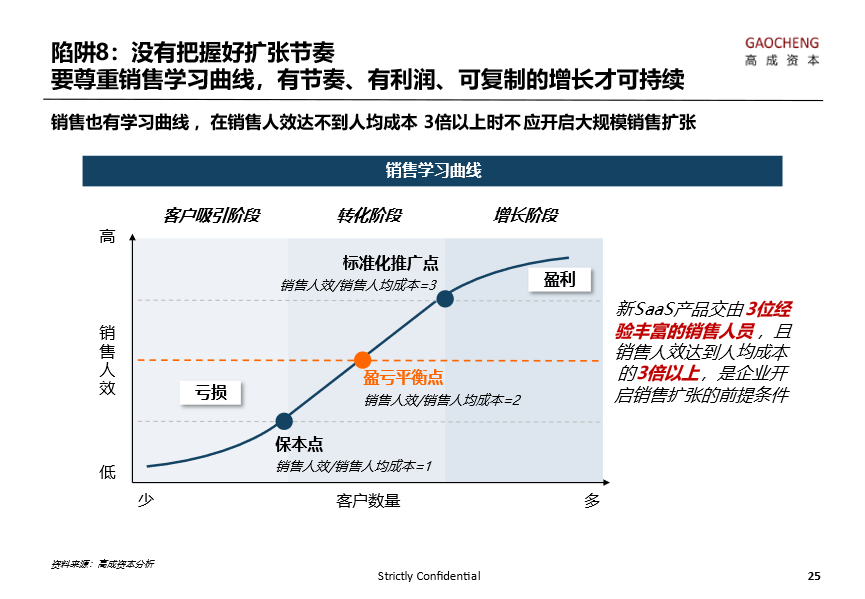 陷阱8：没有把握好扩张节奏
要尊重销售学习曲线，有节奏、有利润、可复制的增长才可持续
GAOCHENG
高成资本
销售也有学习曲线，在销售人效达不到人均成本 3倍以上时不应开启大规模销售扩张
销售学习曲线
客户吸引阶段
转化阶段
增长阶段
高
标准化推广点
销售人效/销售人均成本=3
盈利
销售人效
盈亏平衡点
销售人效/销售人均成本=2
亏损
保本点
销售人效/销售人均成本=1
低
少
客户数量
多
新SaaS产品交由3位经
验丰富的销售人员，且
销售人效达到人均成本
的3倍以上，是企业开
启销售扩张的前提条件
资料来源：高成资本分析
Strictly Confidential
25